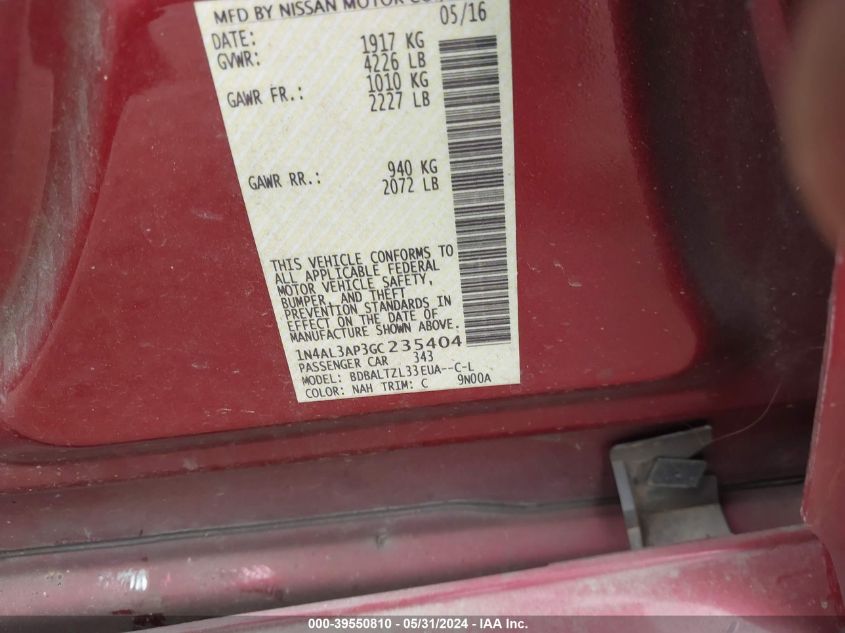 MFD BY NISSAN MOTOR CO
DATE: 05/16
GVWR: 1917 KG
4226 LB
GAWR FR.: 1010 KG
2227 LB
GAWR RR.: 940 KG
2072 LB
THIS VEHICLE CONFORMS TO
ALL APPLICABLE FEDERAL
MOTOR VEHICLE SAFETY,
BUMPER, AND THEFT
PREVENTION STANDARDS IN
EFFECT ON THE DATE OF
MANUFACTURE SHOWN ABOVE.
1N4AL3AP3GC235404
PASSENGER CAR 343
MODEL: BDBALTZL33EUA--C-L
COLOR: NAH TRIM: C 9N00A
000-39550810 - 05/31/2024 - IAA Inc.